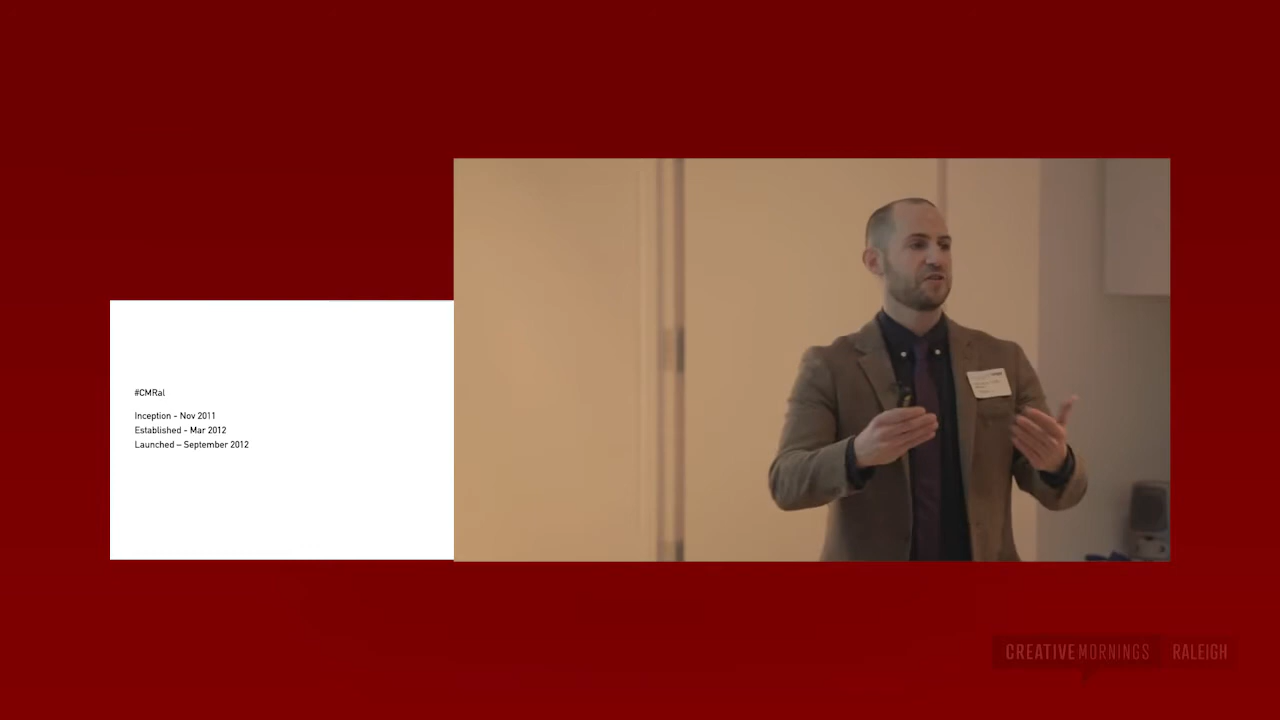 #CMRal
Inception - Nov 2011
Established - Mar 2012
Launched – September 2012
CREATIVEMORNINGS RALEIGH